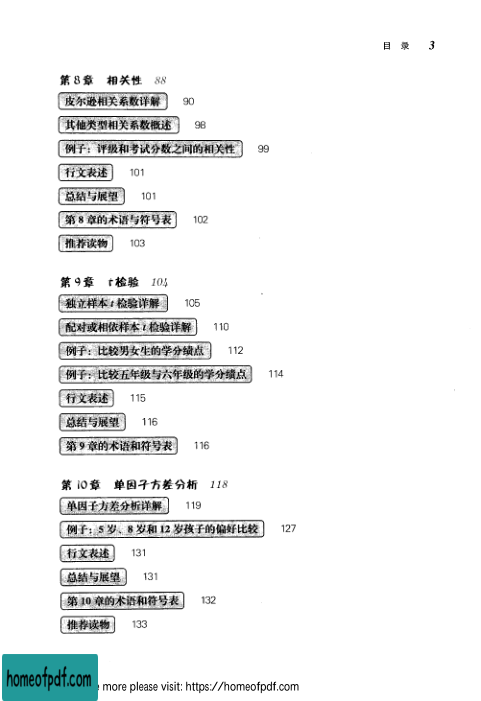 目 录 3
第8章 相关性 88
皮尔逊相关系数详解 90
其他类型相关系数概述 98
例子：评级和考试分数之间的相关性 99
行文表述 101
总结与展望 101
第8章的术语与符号表 102
推荐读物 103
第9章 t检验 104
独立样本t检验详解 105
配对或相依样本t检验详解 110
例子：比较男女生的学分绩点 112
例子：比较五年级与六年级的学分绩点 114
行文表述 115
总结与展望 116
第9章的术语和符号表 116
第10章 单因子方差分析 118
单因子方差分析详解 119
例子：5岁、8岁和12岁孩子的偏好比较 127
行文表述 131
总结与展望 131
第10章的术语和符号表 132
推荐读物 133
homeofpdf.com
more please visit: https://homeofpdf.com